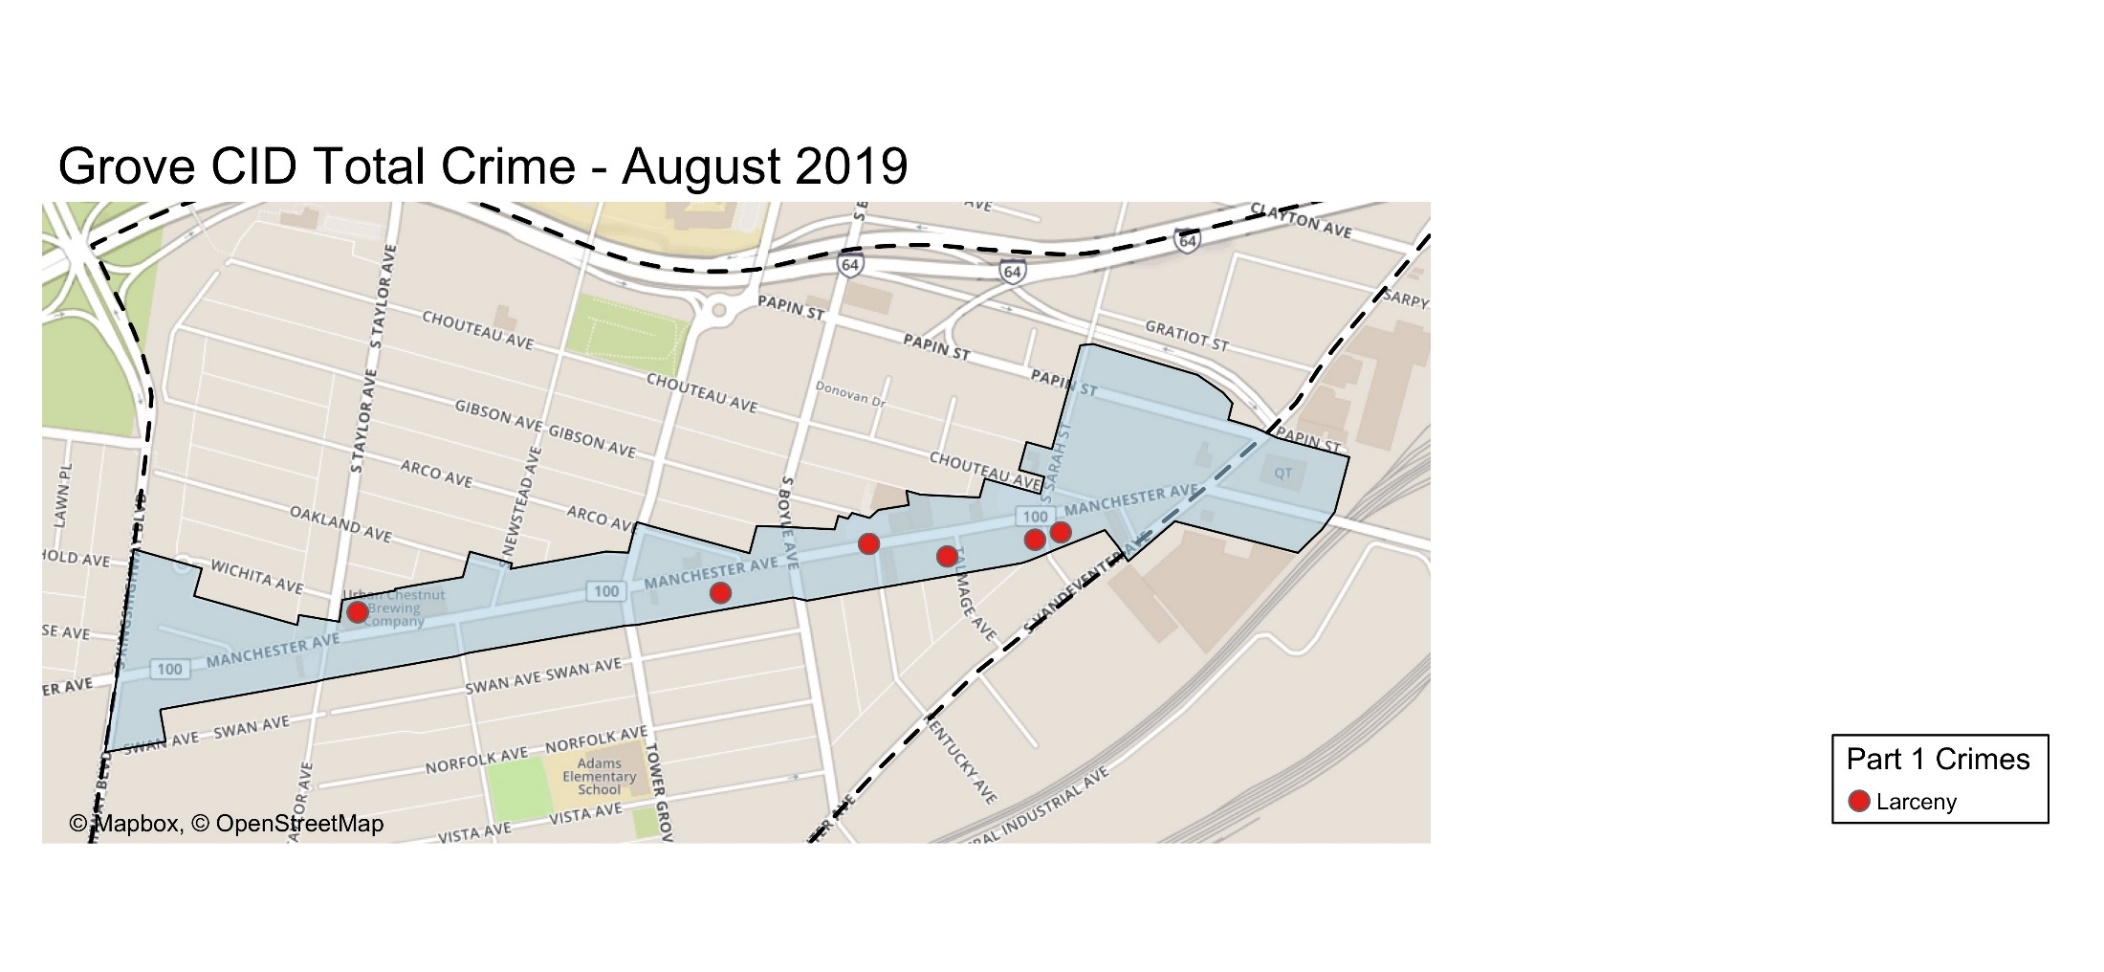 Grove CID Total Crime - August 2019
CLAYTON AVE
AVE
64
64
64
SARPY
S TAYLOR AVE
PAPIN ST
GRATIOT ST
CHOUTEAU AVE
PAPIN ST
S TAYLOR AVE
CHOUTEAU AVE
Donovan Dr
PAPIN ST
GIBSON AVE GIBSON AVE
PAPIN ST
ARCO AVE
CHOUTEAU AVE
QT
LAWN PL
S NEWSTEAD AVE
S BOYLE AVE
S SARAH ST
MANCHESTER AVE
OAKLAND AVE
ARCO AVE
100
HOLD AVE
WICHITA AVE
S KINGSHIGHWAY BLVD
MANCHESTER AVE
TALMAGE AVE
S VANDEVENTER AVE
Urban Chestnut
Brewing
Company
100
SE AVE
MANCHESTER AVE
100
ER AVE
SWAN AVE SWAN AVE
SWAN AVE
SWAN AVE
NORFOLK AVE
NORFOLK AVE
KENTUCKY AVE
Adams
Elementary
School
TOWER GROV
VISTA AVE
VISTA AVE
RAL INDUSTRIAL AVE
© Mapbox, © OpenStreetMap
Part 1 Crimes
Larceny